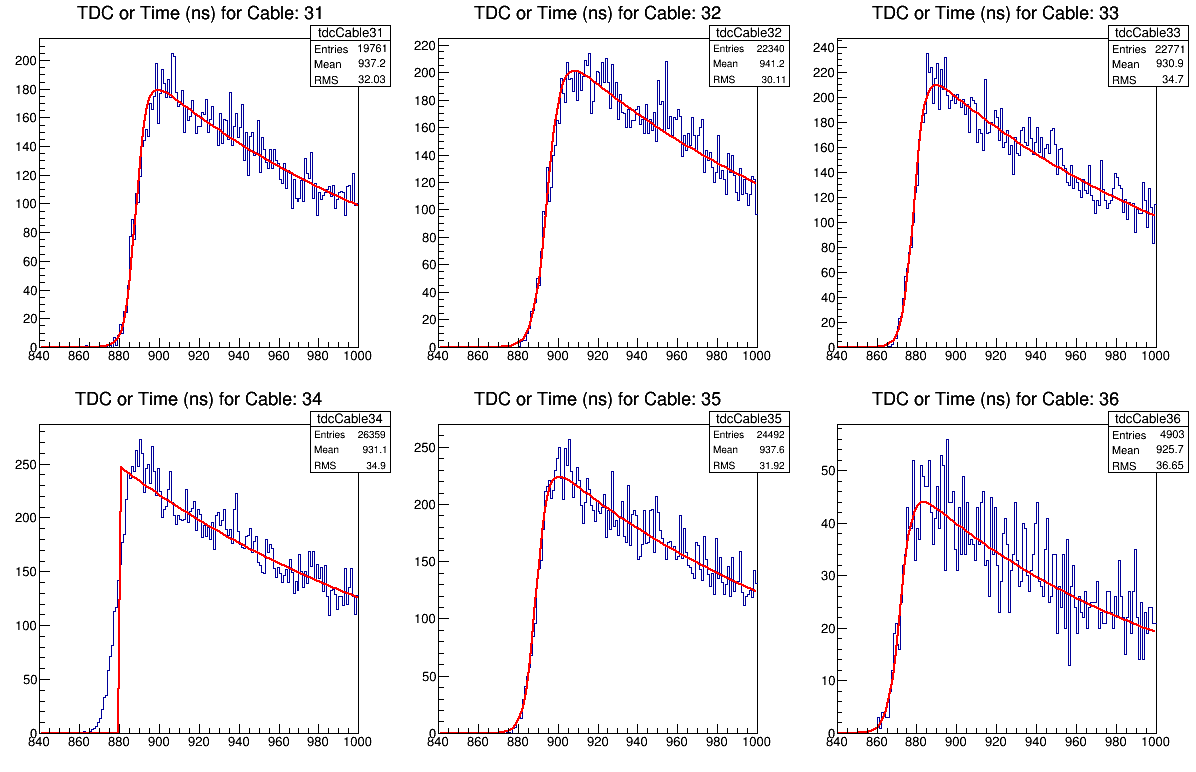 TDC or Time (ns) for Cable: 31
tdcCable31
Entries 19761
Mean 937.2
RMS 32.03
200
180
160
140
120
100
80
60
40
20
0
840 860 880 900 920 940 960 980 1000
TDC or Time (ns) for Cable: 32
tdcCable32
Entries 22340
Mean 941.2
RMS 30.11
220
200
180
160
140
120
100
80
60
40
20
0
840 860 880 900 920 940 960 980 1000
TDC or Time (ns) for Cable: 33
tdcCable33
Entries 22771
Mean 930.9
RMS 34.7
240
220
200
180
160
140
120
100
80
60
40
20
0
840 860 880 900 920 940 960 980 1000
TDC or Time (ns) for Cable: 34
tdcCable34
Entries 26359
Mean 931.1
RMS 34.9
250
200
150
100
50
0
840 860 880 900 920 940 960 980 1000
TDC or Time (ns) for Cable: 35
tdcCable35
Entries 24492
Mean 937.6
RMS 31.92
250
200
150
100
50
0
840 860 880 900 920 940 960 980 1000
TDC or Time (ns) for Cable: 36
tdcCable36
Entries 4903
Mean 925.7
RMS 36.65
50
40
30
20
10
0
840 860 880 900 920 940 960 980 1000